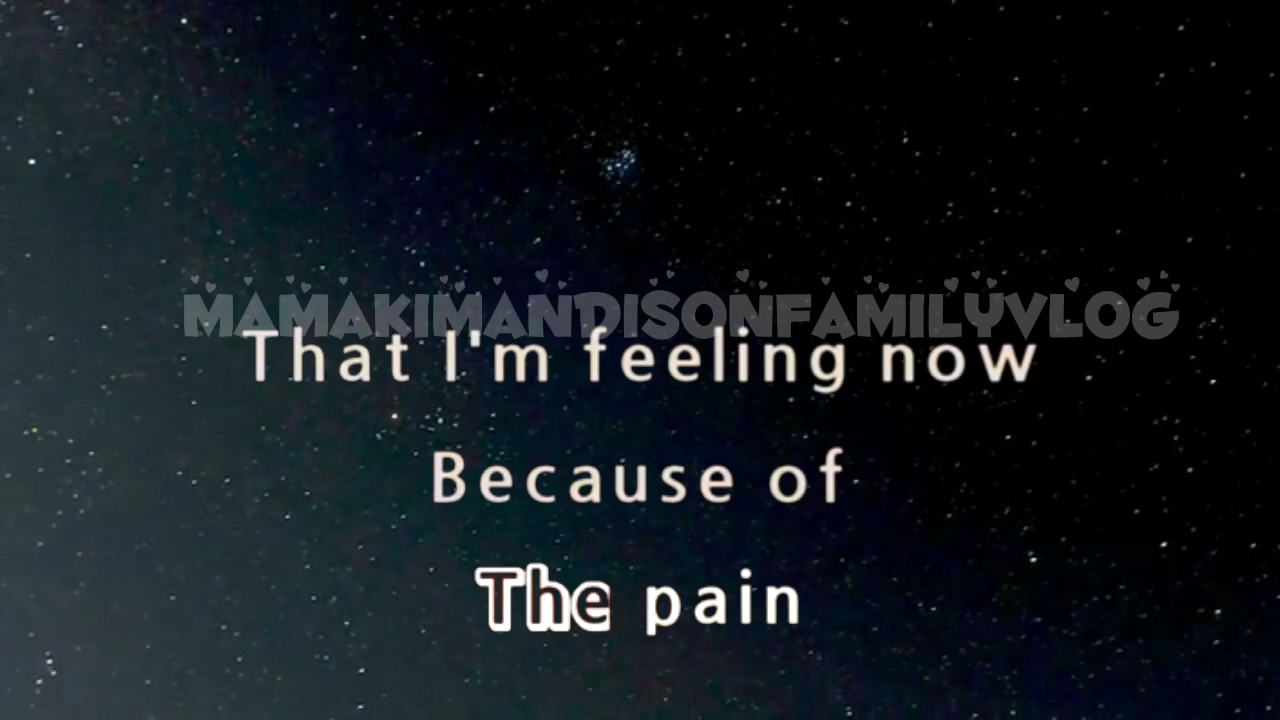 MAMAKIMANDISONFAMILYVLOG
That I'm feeling now
Because of
The pain